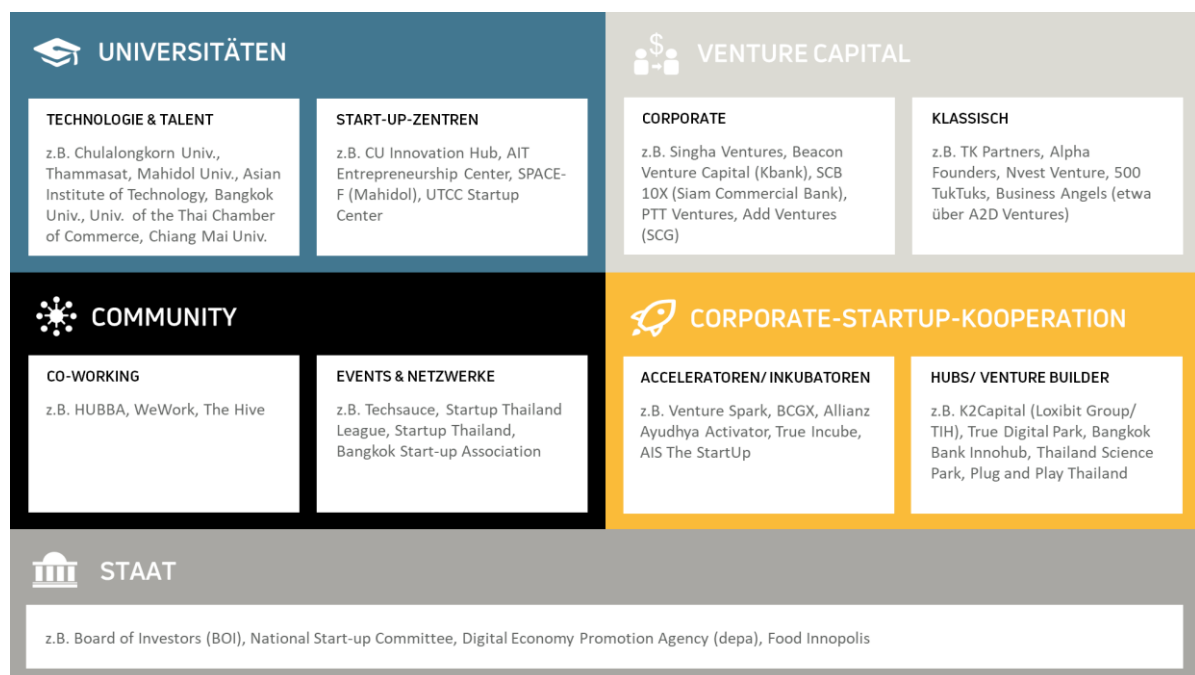 UNIVERSITÄTEN
TECHNOLOGIE & TALENT
z.B. Chulalongkorn Univ.,
Thammasat, Mahidol Univ., Asian
Institute of Technology, Bangkok
Univ., Univ. of the Thai Chamber
of Commerce, Chiang Mai Univ.
START-UP-ZENTREN
z.B. CU Innovation Hub, AIT
Entrepreneurship Center, SPACE-
F (Mahidol), UTCC Startup
Center
$
VENTURE CAPITAL
CORPORATE
z.B. Singha Ventures, Beacon
Venture Capital (Kbank), SCB
10X (Siam Commercial Bank),
PTT Ventures, Add Ventures
(SCG)
KLASSISCH
z.B. TK Partners, Alpha
Founders, Nvest Venture, 500
TukTuks, Business Angels (etwa
über A2D Ventures)
COMMUNITY
CO-WORKING
z.B. HUBBA, WeWork, The Hive
EVENTS & NETZWERKE
z.B. Techsauce, Startup Thailand
League, Startup Thailand,
Bangkok Start-up Association
CORPORATE-STARTUP-KOOPERATION
ACCELERATOREN/ INKUBATOREN
z.B. Venture Spark, BCGX, Allianz
Ayudhya Activator, True Incube,
AIS The StartUp
HUBS/ VENTURE BUILDER
z.B. K2Capital (Loxibit Group/
TIH), True Digital Park, Bangkok
Bank Innohub, Thailand Science
Park, Plug and Play Thailand
STAAT
z.B. Board of Investors (BOI), National Start-up Committee, Digital Economy Promotion Agency (depa), Food Innopolis